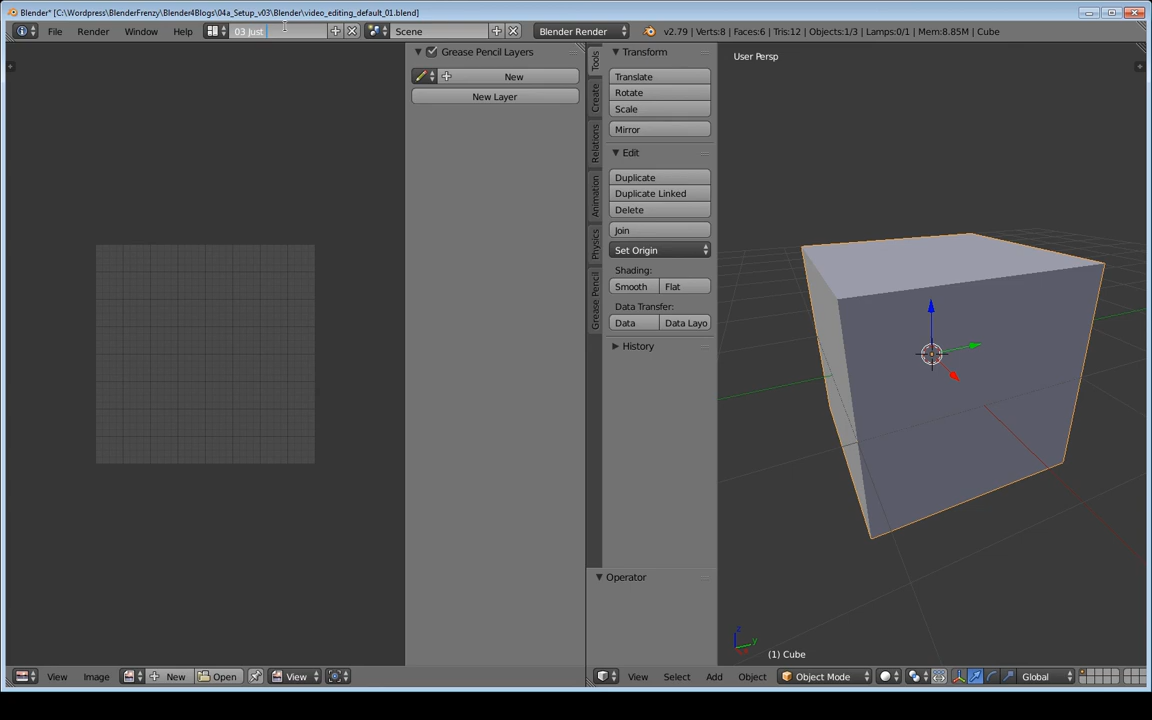 Blender* [C:\Wordpress\BlenderFrenzy\Blender4Blogs\04a_Setup_v03\Blender\video_editing_default_01.blend]
File Render Window Help 03 Just Scene Blender Render v2.79 | Verts:8 | Faces:6 | Tris:12 | Objects:1/3 | Lamps:0/1 | Mem:8.85M | Cube
Grease Pencil Layers
New
New Layer
Tools
Create
Relations
Animation
Physics
Grease Pencil
Transform
Translate
Rotate
Scale
Mirror
Edit
Duplicate
Duplicate Linked
Delete
Join
Set Origin
Shading:
Smooth Flat
Data Transfer:
Data Data Layo
History
Operator
User Persp
z
y
(1) Cube
View Image New Open View
View Select Add Object Object Mode Global